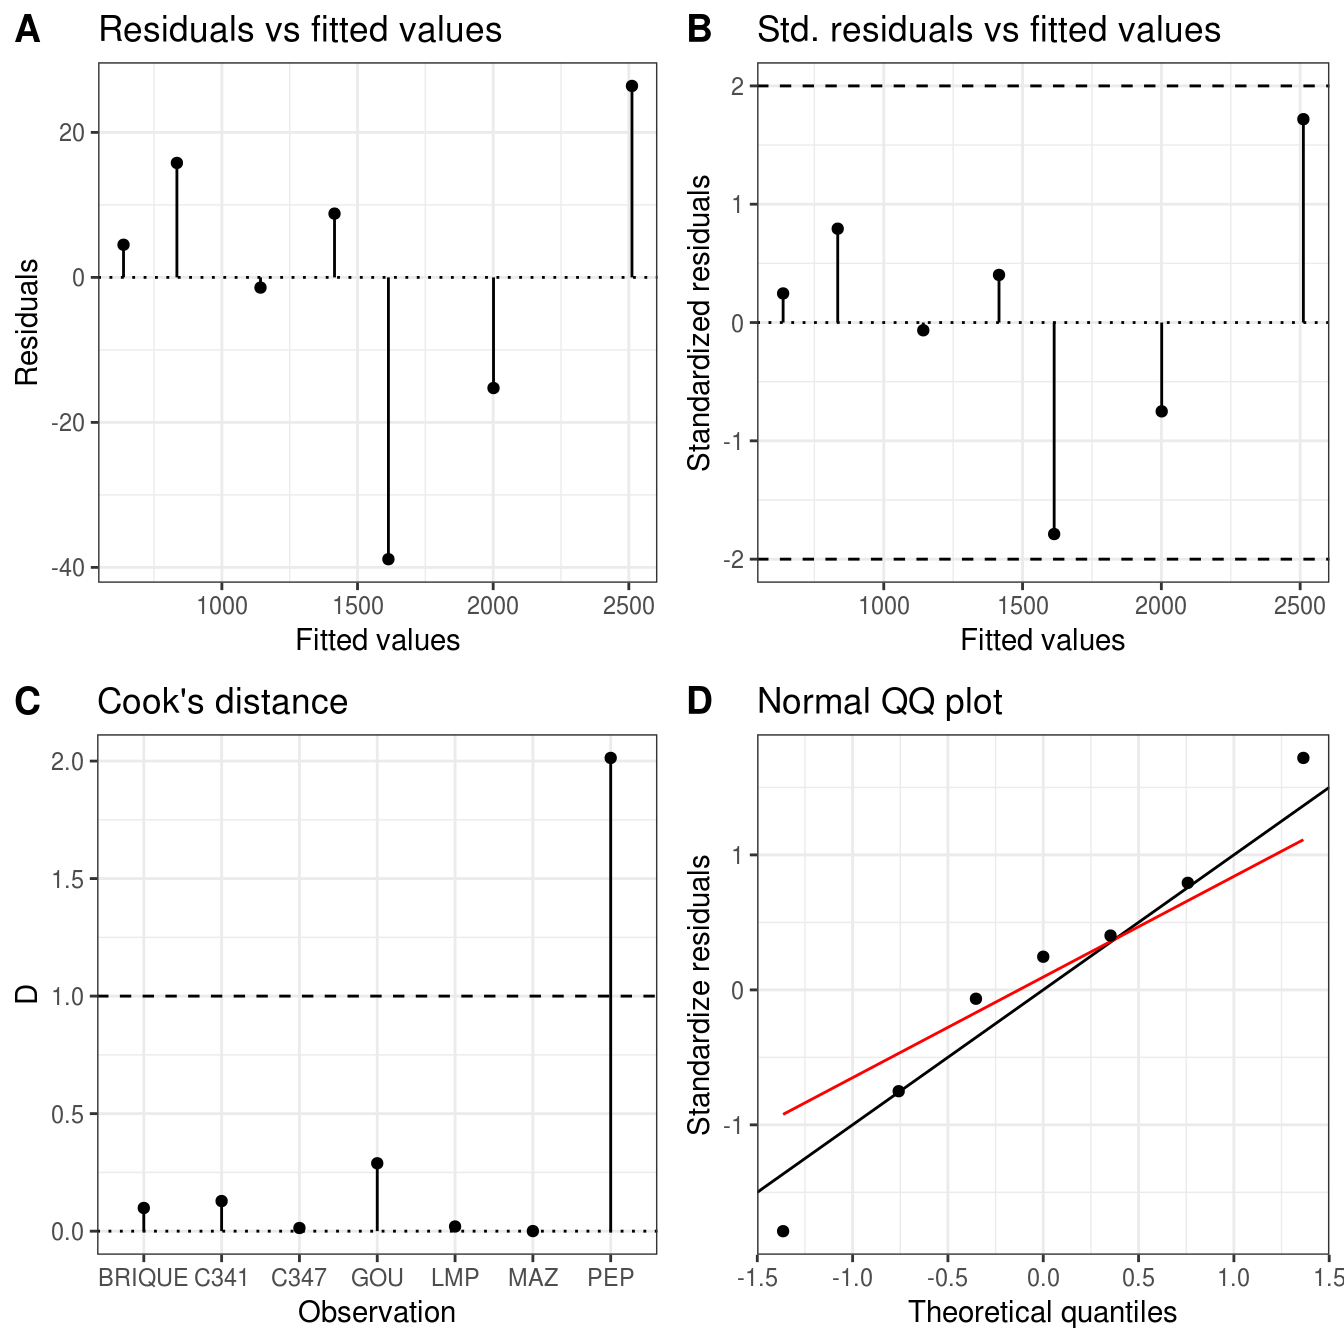 A Residuals vs fitted values
20
0
-20
-40
Residuals
1000 1500 2000 2500
Fitted values
B Std. residuals vs fitted values
2
1
0
-1
-2
Standardized residuals
1000 1500 2000 2500
Fitted values
C Cook's distance
2.0
1.5
1.0
0.5
0.0
D
BRIQUE C341 C347 GOU LMP MAZ PEP
Observation
D Normal QQ plot
1
0
-1
Standardize residuals
-1.5 -1.0 -0.5 0.0 0.5 1.0 1.5
Theoretical quantiles